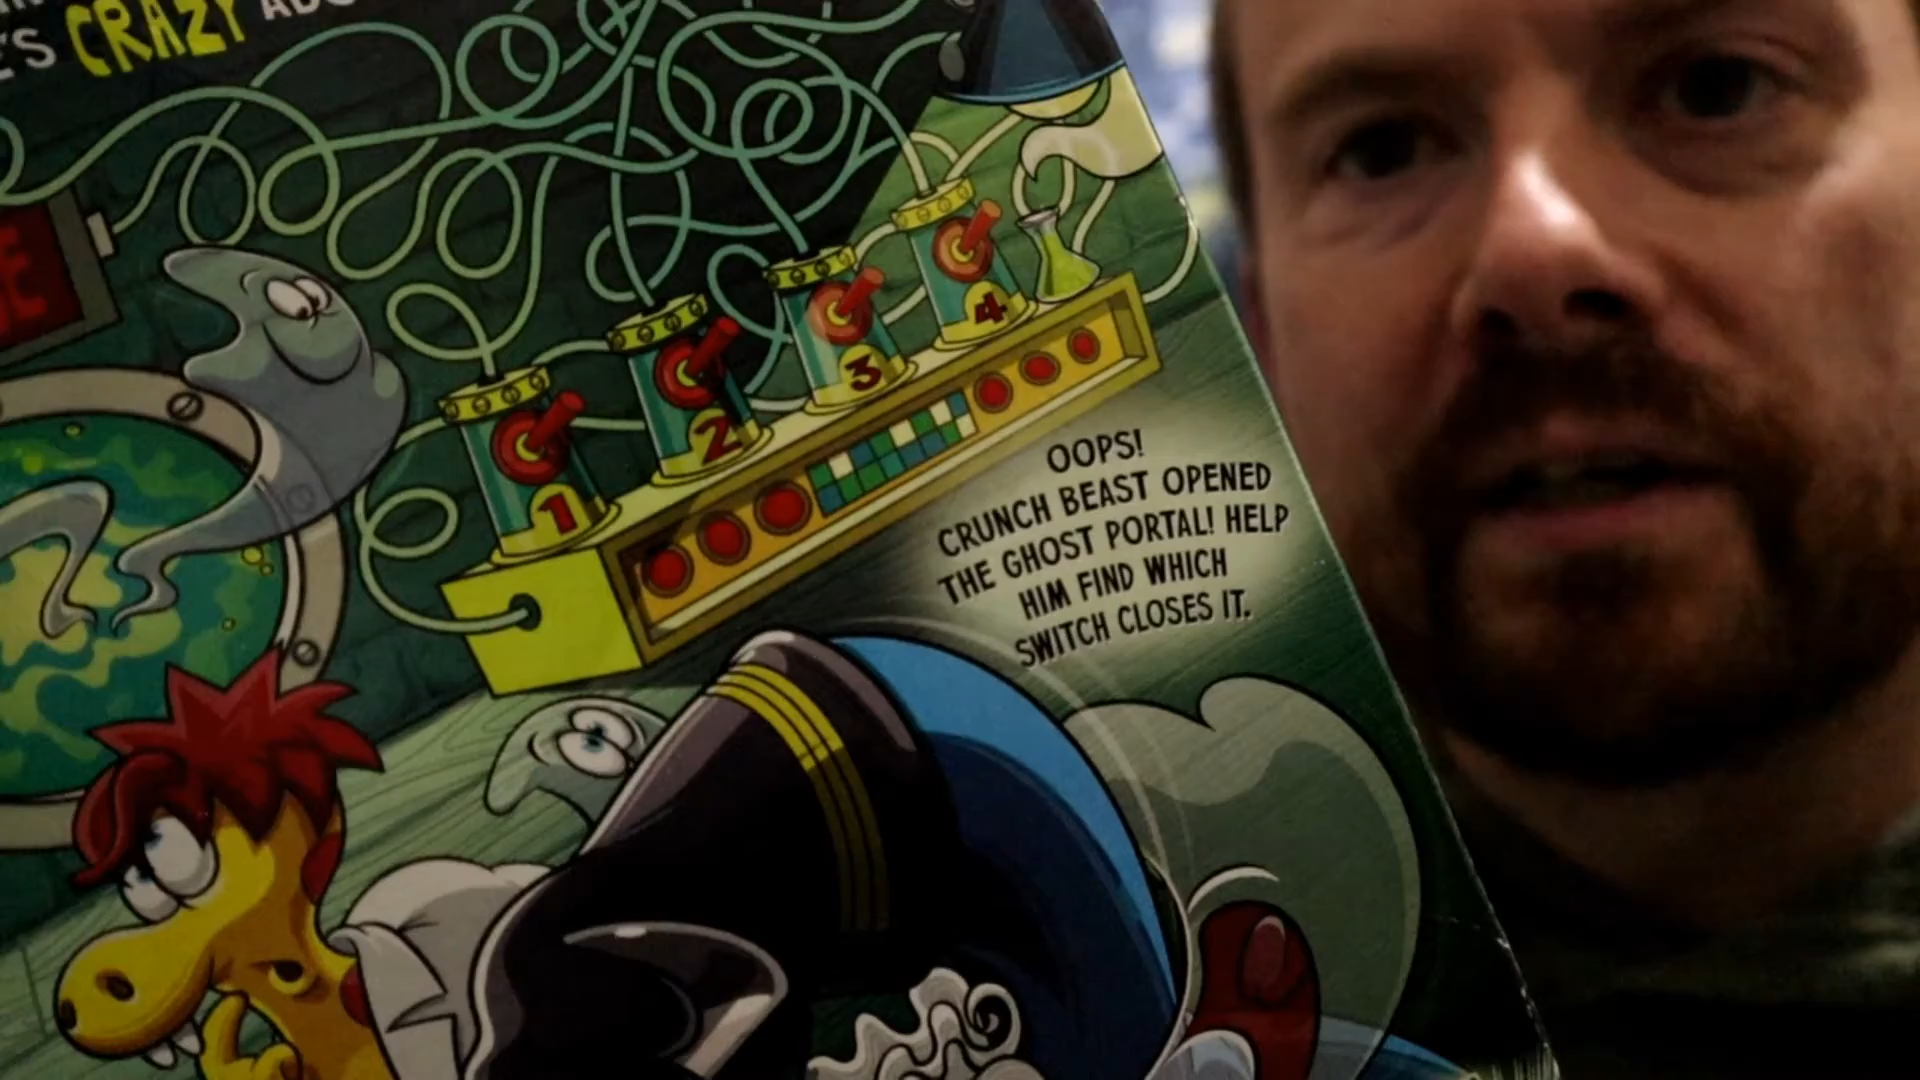 'S CRAZY
1
2
3
4
OOPS!
CRUNCH BEAST OPENED
THE GHOST PORTAL! HELP
HIM FIND WHICH
SWITCH CLOSES IT.